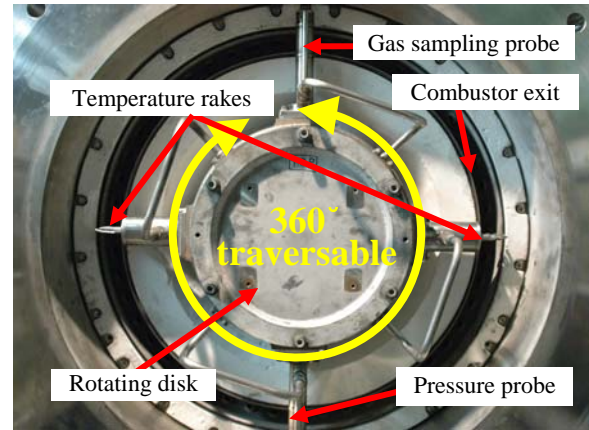 Gas sampling probe
Temperature rakes
Combustor exit
360˘
traversable
Rotating disk
Pressure probe